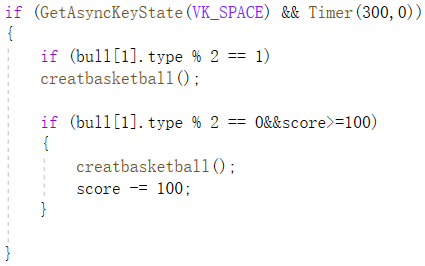 if (GetAsyncKeyState(VK_SPACE) && Timer(300,0))
{
if (bull[1].type % 2 == 1)
creatbasketball();
if (bull[1].type % 2 == 0&&score>=100)
{
creatbasketball();
score -= 100;
}
}